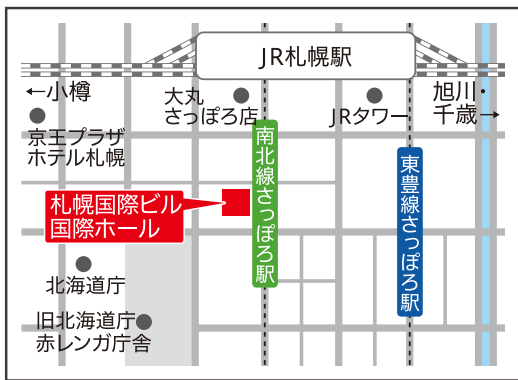 JR札幌駅
←小樽
大丸
さっぽろ店
JRタワー
旭川・
千歳→
京王プラザ
ホテル札幌
南北線さっぽろ駅
東豊線さっぽろ駅
札幌国際ビル
国際ホール
北海道庁
旧北海道庁
赤レンガ庁舎